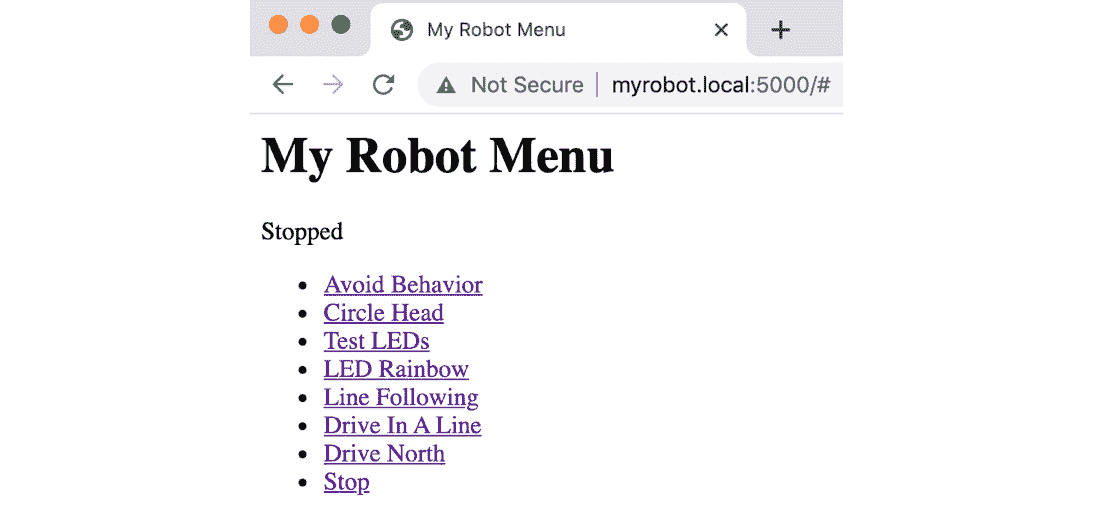 My Robot Menu
Not Secure | myrobot.local:5000/#
My Robot Menu
Stopped
Avoid Behavior
Circle Head
Test LEDs
LED Rainbow
Line Following
Drive In A Line
Drive North
Stop